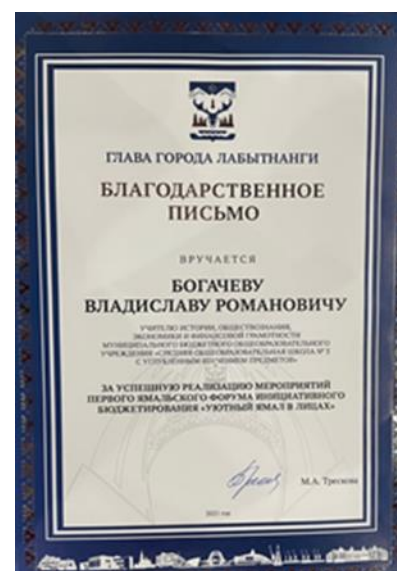 ГЛАВА ГОРОДА ЛАБЫТНАНГИ
БЛАГОДАРСТВЕННОЕ
ПИСЬМО
ВРУЧАЕТСЯ
БОГАЧЕВУ
ВЛАДИСЛАВУ РОМАНОВИЧУ
УЧИТЕЛЮ ИСТОРИИ, ОБЩЕСТВОЗНАНИЯ,
ЭКОНОМИКИ И ФИНАНСОВОЙ ГРАМОТНОСТИ
МУНИЦИПАЛЬНОГО БЮДЖЕТНОГО ОБЩЕОБРАЗОВАТЕЛЬНОГО
УЧРЕЖДЕНИЯ «СРЕДНЯЯ ОБЩЕОБРАЗОВАТЕЛЬНАЯ ШКОЛА №
С УГЛУБЛЕННЫМ ИЗУЧЕНИЕМ ПРЕДМЕТОВ»
ЗА УСПЕШНУЮ РЕАЛИЗАЦИЮ МЕРОПРИЯТИЙ
ПЕРВОГО ЯМАЛЬСКОГО ФОРУМА ИНИЦИАТИВНОГО
БЮДЖЕТИРОВАНИЯ «УЮТНЫЙ ЯМАЛ В ЛИЦАХ»
М.А. Трескова
год